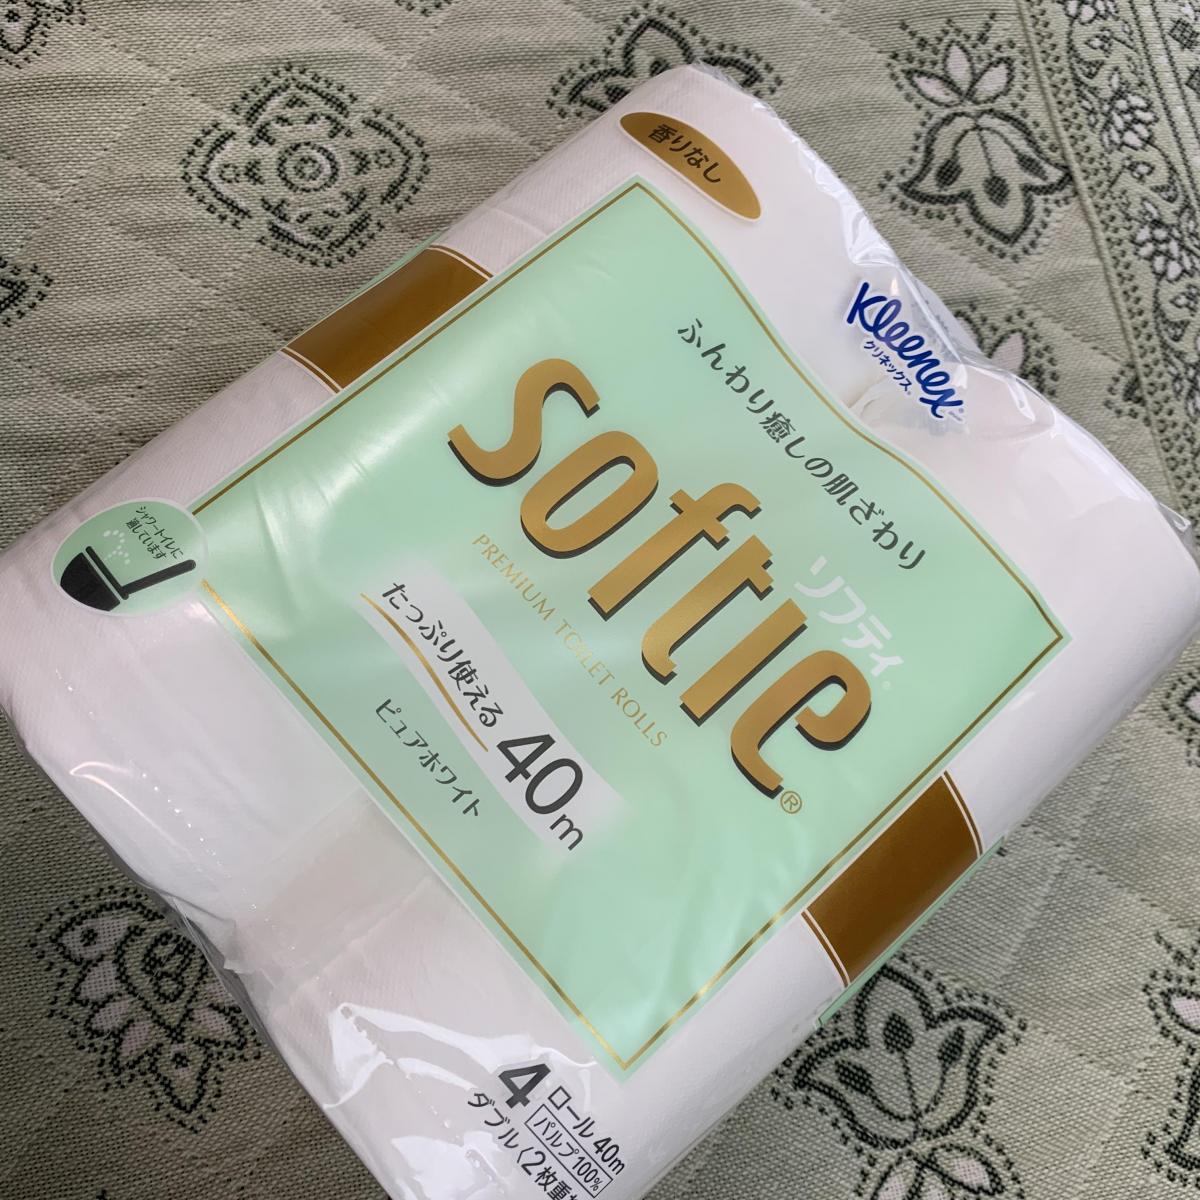 香りなし
Kleenex®
クリネックス®
ふんわり癒しの肌ざわり
ソフティ®
softie®
PREMIUM TOILET ROLLS
たっぷり使える 40m
ピュアホワイト
シャワートイレに
適しています
4ロール 40m
パルプ100%
ダブル(2枚重